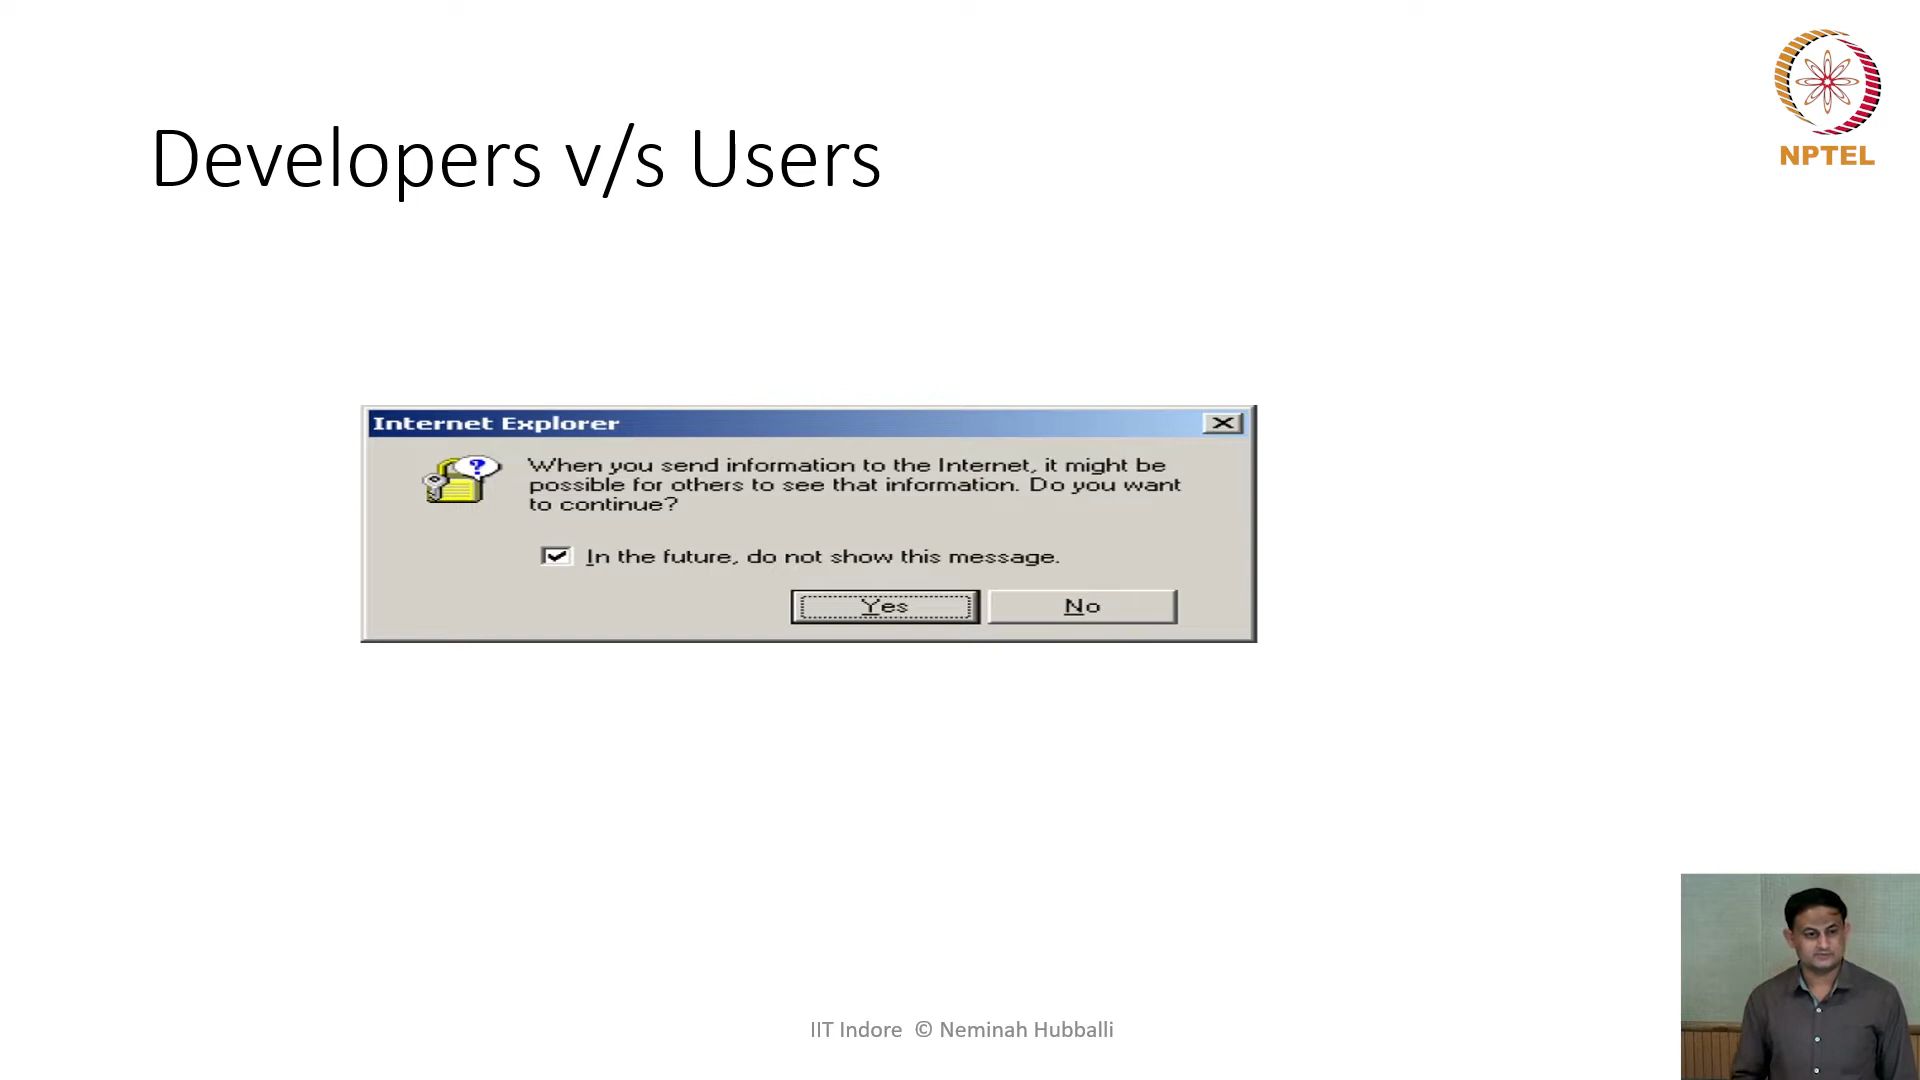 NPTEL
Developers v/s Users
Internet Explorer
?
When you send information to the Internet, it might be
possible for others to see that information. Do you want
to continue?
In the future, do not show this message.
Yes
No
IIT Indore © Neminah Hubballi